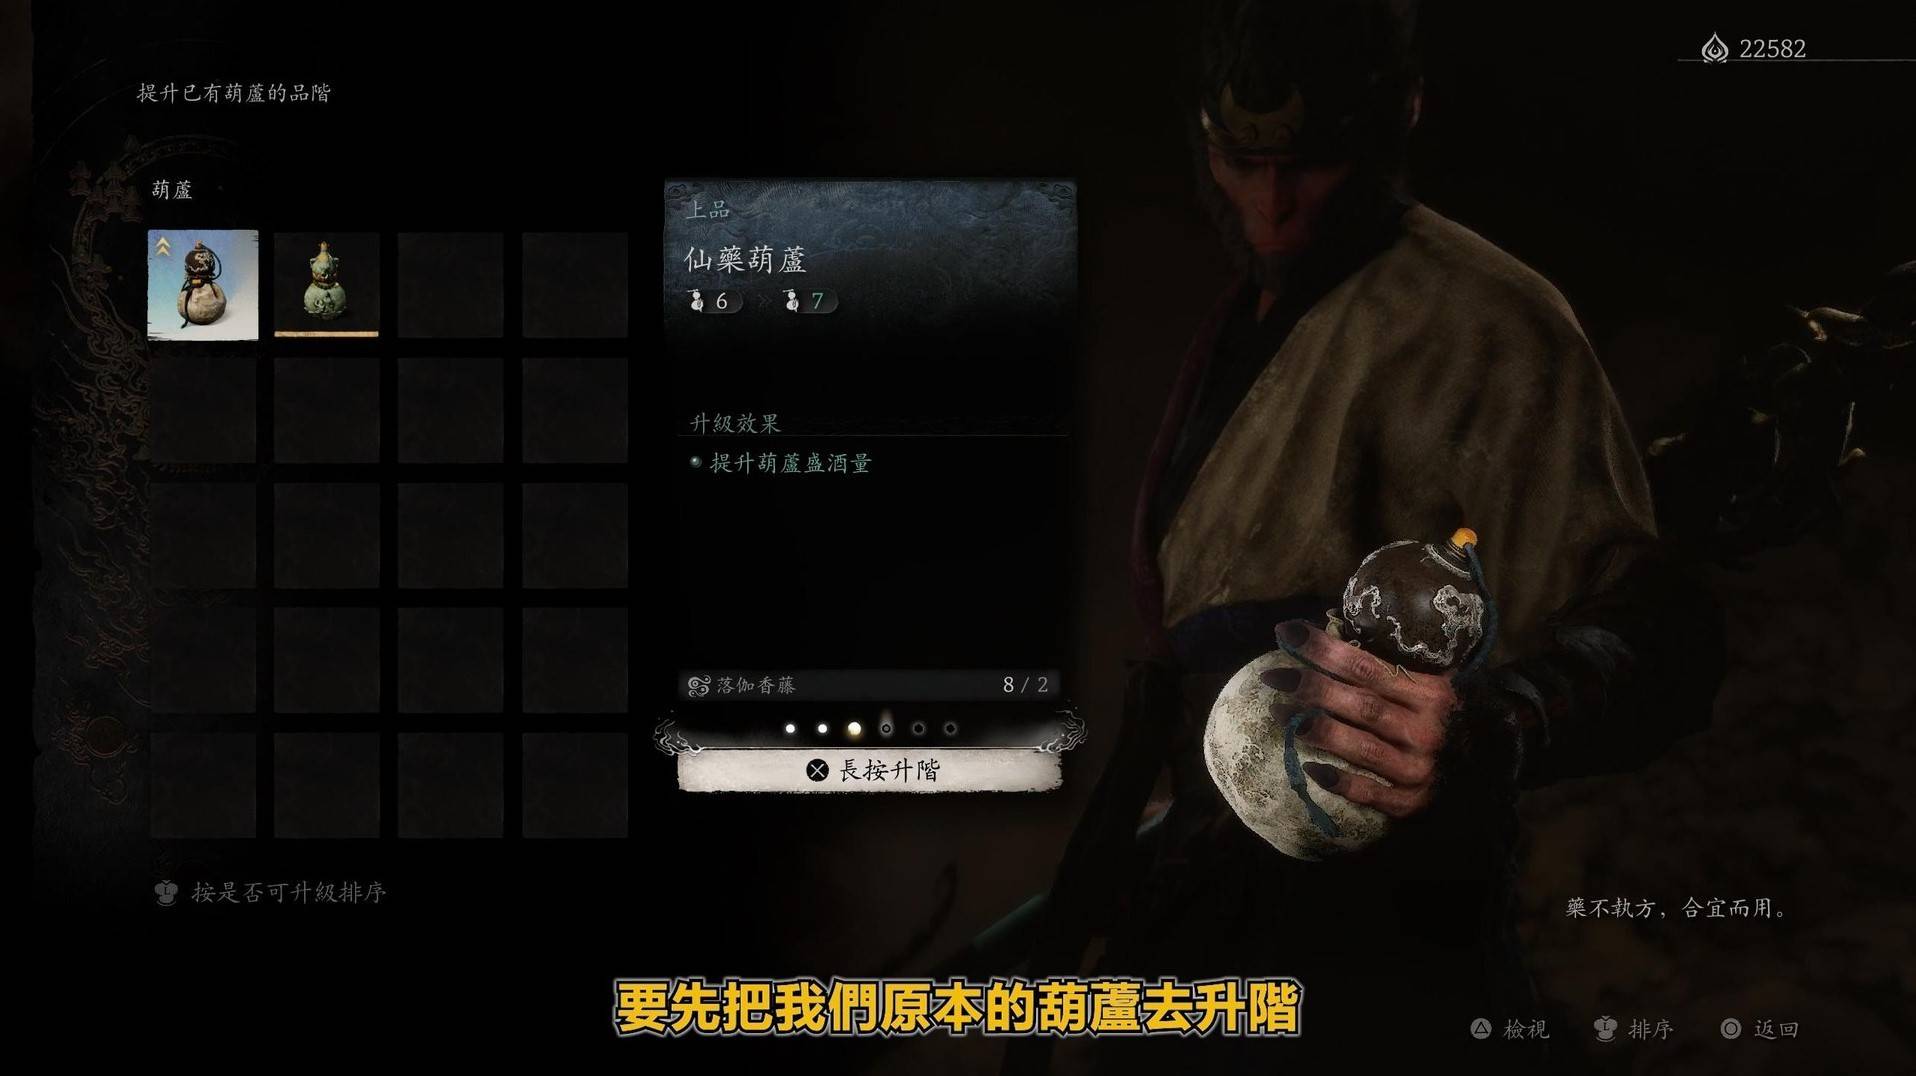 22582
提升已有葫蘆的品階
葫蘆
上品
仙藥葫蘆
6 7
升級效果
提升葫蘆盛酒量
落伽香藤 8 / 2
長按升階
L 按是否可升級排序
藥不執方，合宜而用。
要先把我們原本的葫蘆去升階
檢視 L 排序 返回